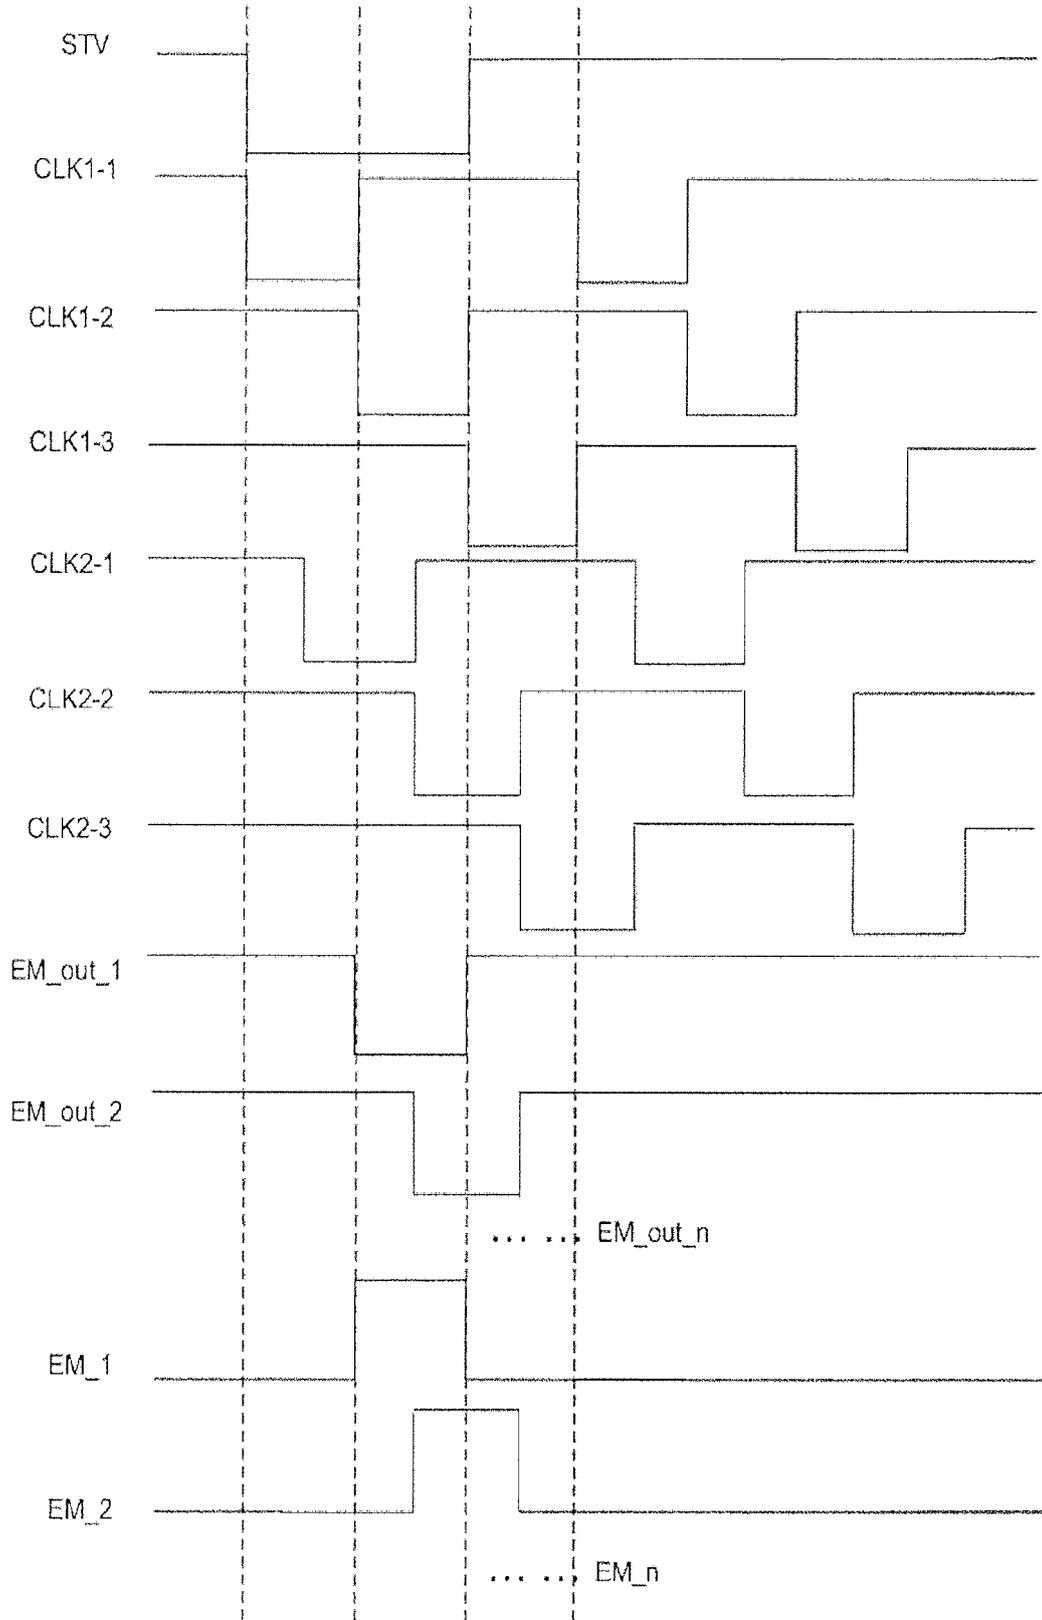 STV
CLK1-1
CLK1-2
CLK1-3
CLK2-1
CLK2-2
CLK2-3
EM_out_1
EM_out_2
... ... EM_out_n
EM_1
EM_2
... ... EM_n